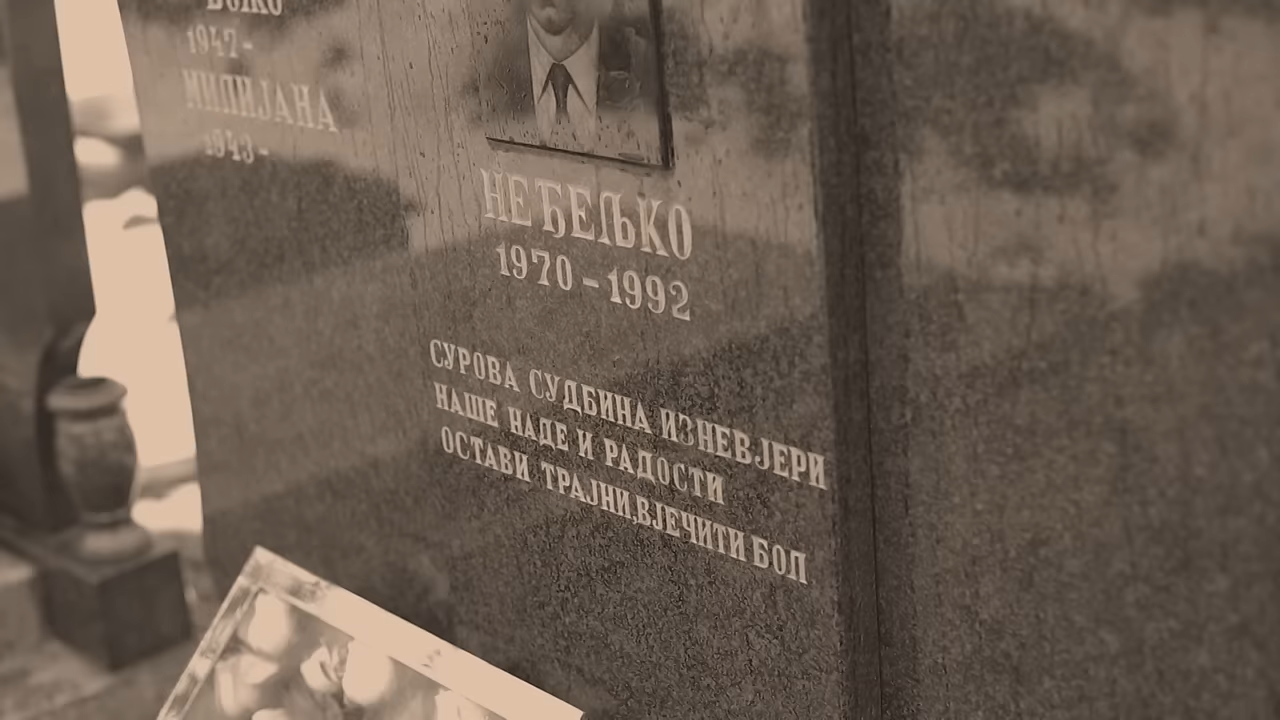 1947-
МИЛИЈАНА
1943-
НЕЂЕЉКО
1970-1992
СУРОВА СУДБИНА ИЗНЕВЈЕРИ
НАШЕ НАДЕ И РАДОСТИ
ОСТАВИ ТРАЈНИ,ВЈЕЧИТИ БОЛ